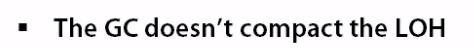 ▪ The GC doesn’t compact the LOH